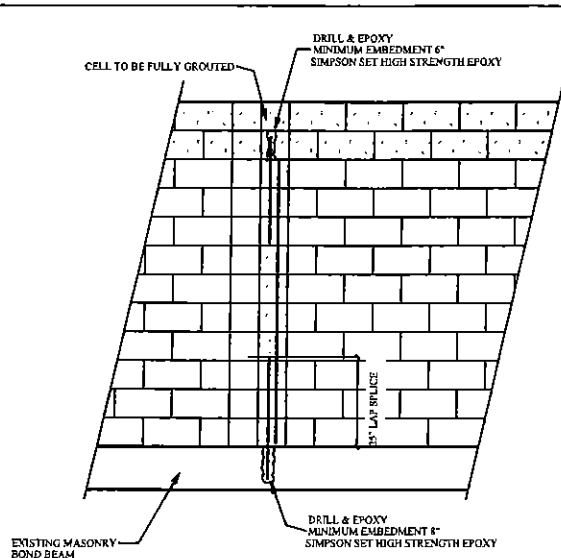 DRILL & EPOXY
MINIMUM EMBEDMENT 6"
SIMPSON SET HIGH STRENGTH EPOXY
CELL TO BE FULLY GROUTED
LAP SPLICE
DRILL & EPOXY
MINIMUM EMBEDMENT 8"
SIMPSON SET HIGH STRENGTH EPOXY
EXISTING MASONRY
BOND BEAM